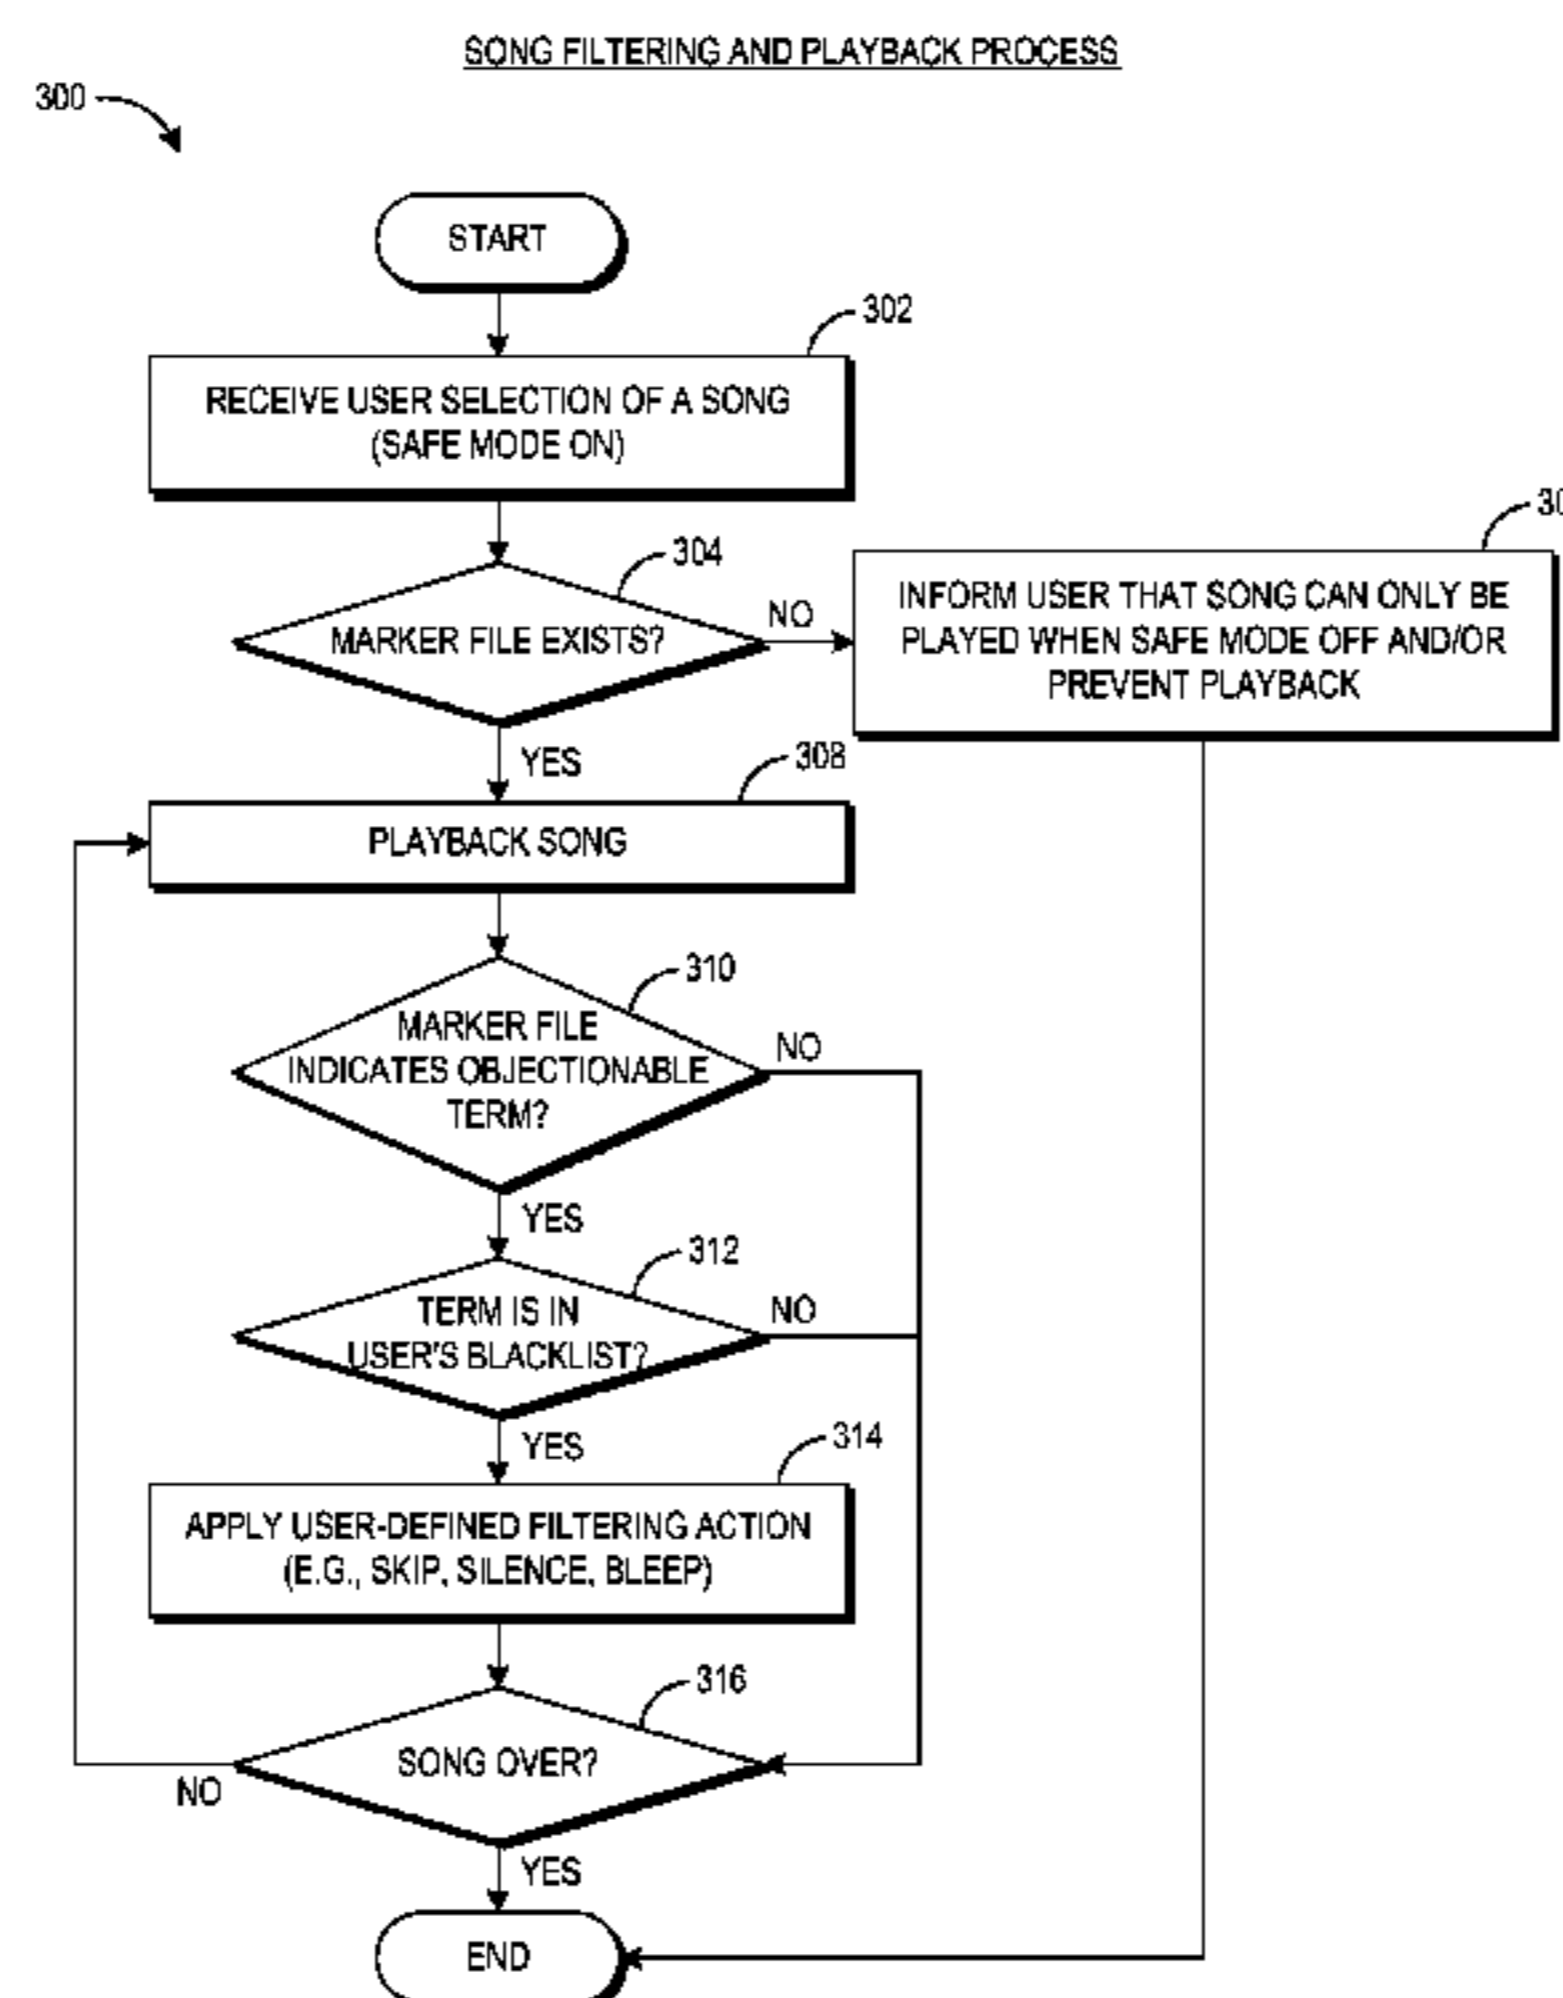 SONG FILTERING AND PLAYBACK PROCESS
300
START
302
RECEIVE USER SELECTION OF A SONG
(SAFE MODE ON)
304
MARKER FILE EXISTS?
NO
INFORM USER THAT SONG CAN ONLY BE
PLAYED WHEN SAFE MODE OFF AND/OR
PREVENT PLAYBACK
YES
308
PLAYBACK SONG
310
MARKER FILE
INDICATES OBJECTIONABLE
TERM?
NO
YES
312
TERM IS IN
USER'S BLACKLIST?
NO
YES
314
APPLY USER-DEFINED FILTERING ACTION
(E.G., SKIP, SILENCE, BLEEP)
316
SONG OVER?
NO
YES
END